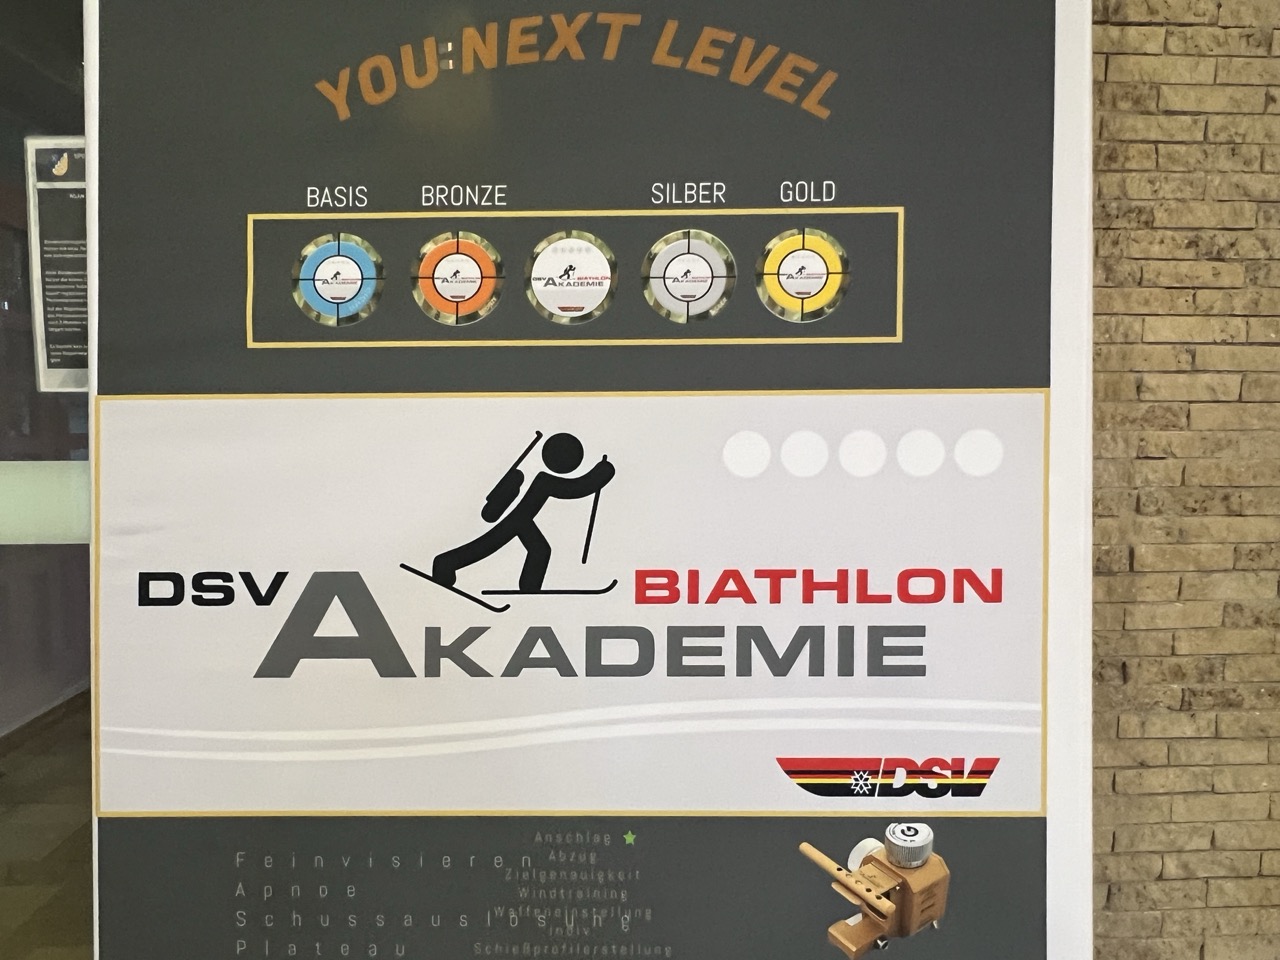 YOU:NEXT LEVEL
BASIS BRONZE SILBER GOLD
DSV BIATHLON
AKADEMIE
DSV
Anschlag
Feinvisieren
Abzug
Zielgenauigkeit
Apnoe
Windtraining
Waffeneinstellung
Schussauslösung
indiv.
Plateau
Schießprofilerstellung